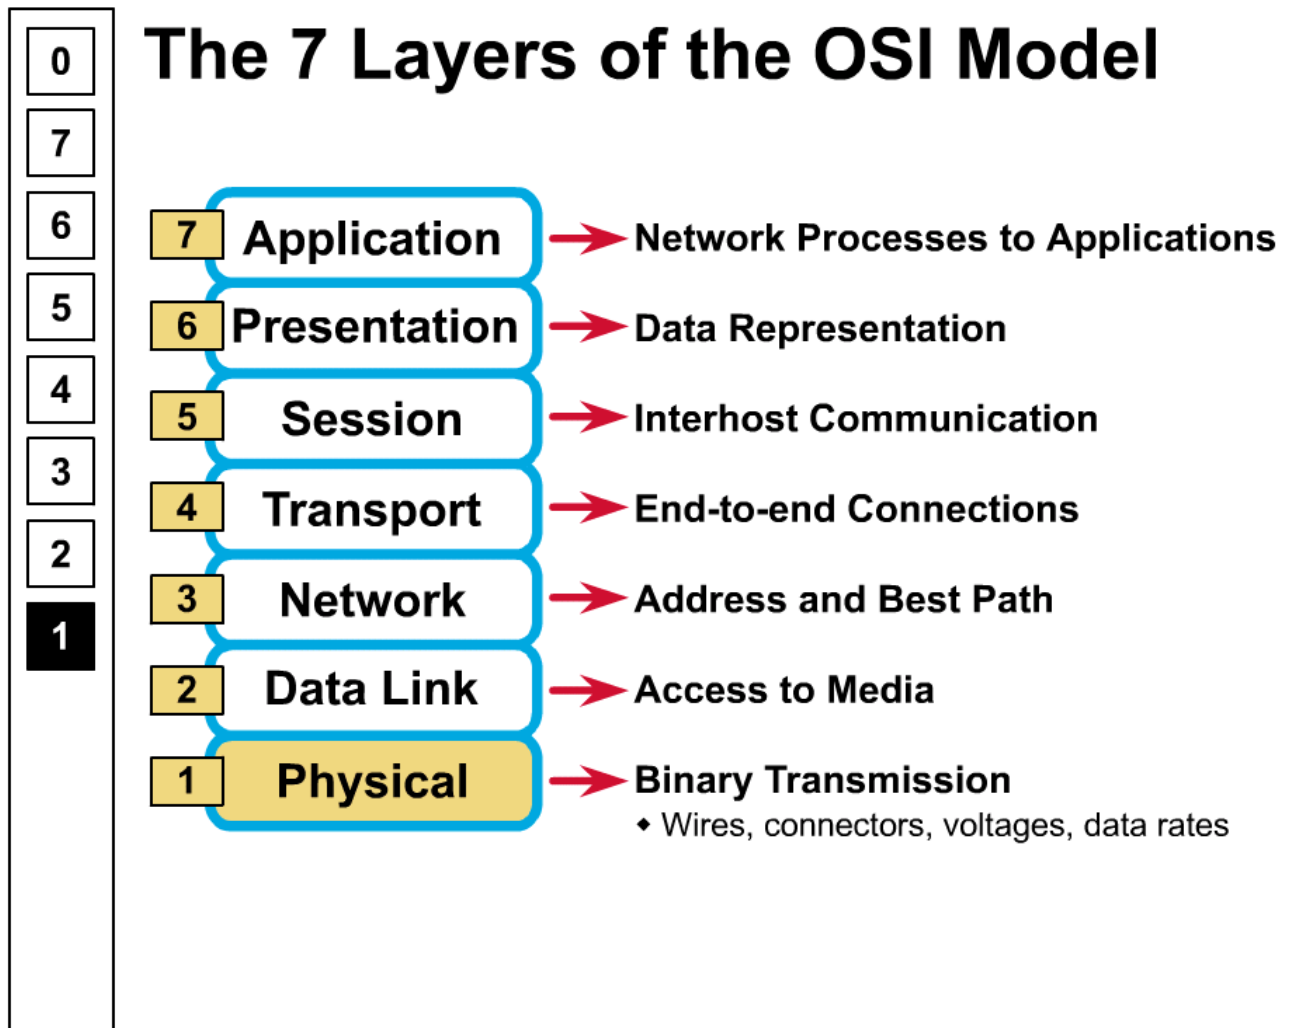 0
7
6
5
4
3
2
1
The 7 Layers of the OSI Model
7 Application Network Processes to Applications
6 Presentation Data Representation
5 Session Interhost Communication
4 Transport End-to-end Connections
3 Network Address and Best Path
2 Data Link Access to Media
1 Physical Binary Transmission
◆ Wires, connectors, voltages, data rates